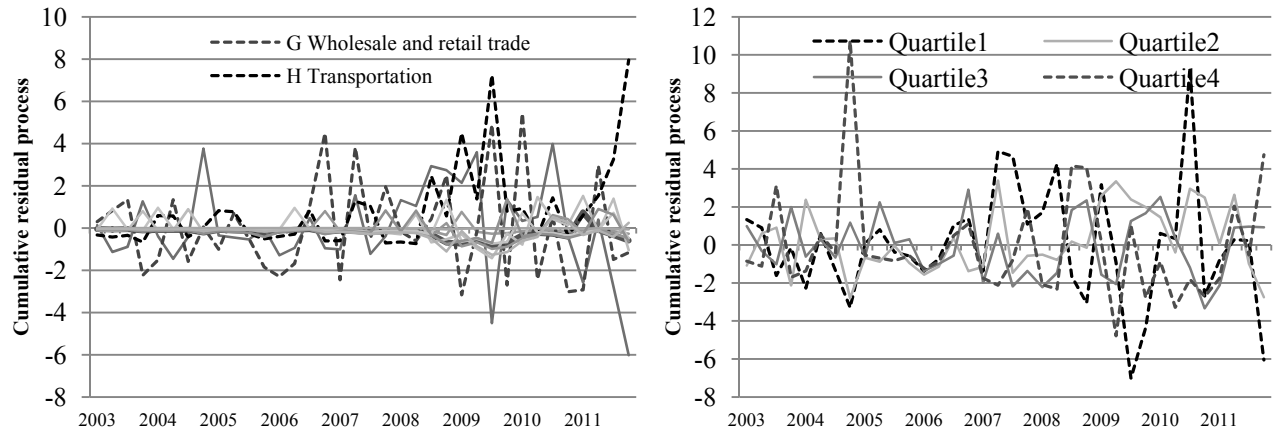 Cumulative residual process
10
8
6
4
2
0
-2
-4
-6
-8
G Wholesale and retail trade
H Transportation
2003 2004 2005 2006 2007 2008 2009 2010 2011
Cumulative residual process
12
10
8
6
4
2
0
-2
-4
-6
-8
Quartile1 Quartile2
Quartile3 Quartile4
2003 2004 2005 2006 2007 2008 2009 2010 2011